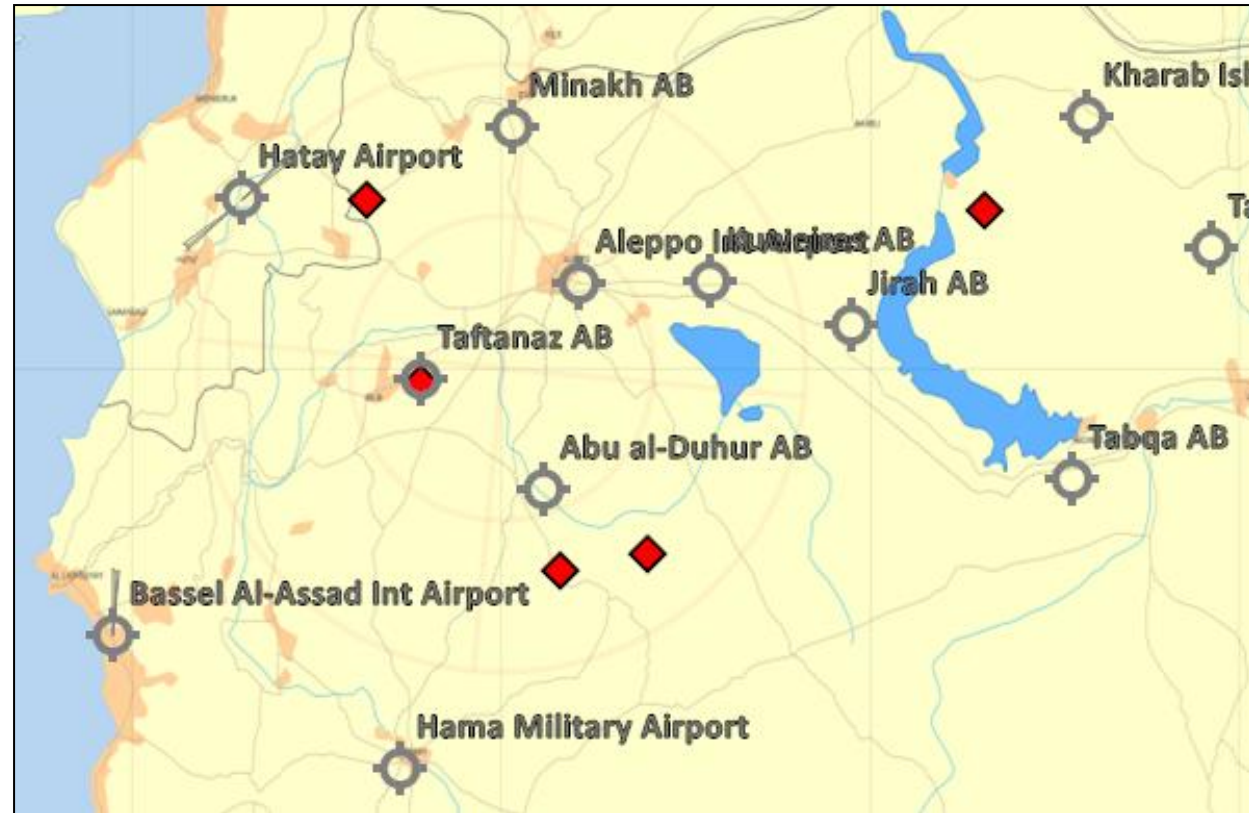 Minakh AB
Kharab Isl
Hatay Airport
Ta
Aleppo Int Airport
Kuweires AB
Jirah AB
Taftanaz AB
Abu al-Duhur AB
Tabqa AB
Bassel Al-Assad Int Airport
Hama Military Airport